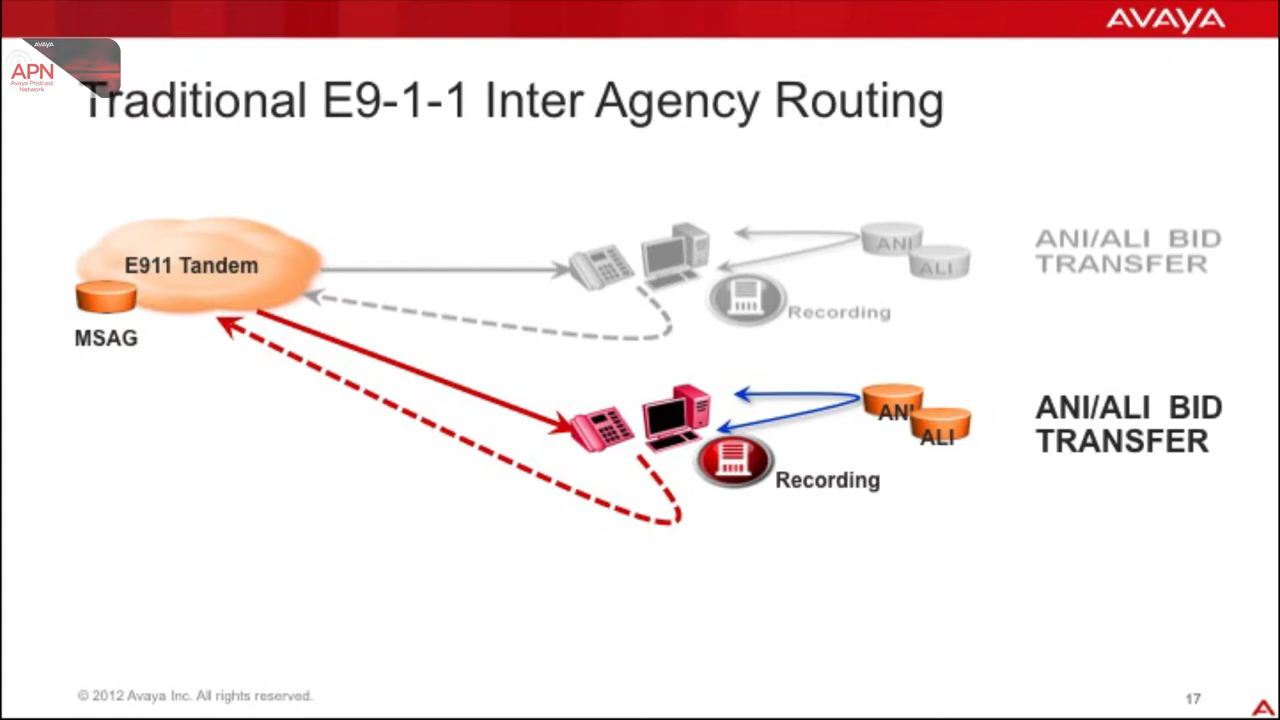 AVAYA
AVAYA
APN
Avaya Podcast
Network
Traditional E9-1-1 Inter Agency Routing
E911 Tandem
MSAG
ANI
ALI
Recording
ANI/ALI BID
TRANSFER
ANI
ALI
Recording
ANI/ALI BID
TRANSFER
© 2012 Avaya Inc. All rights reserved.
17